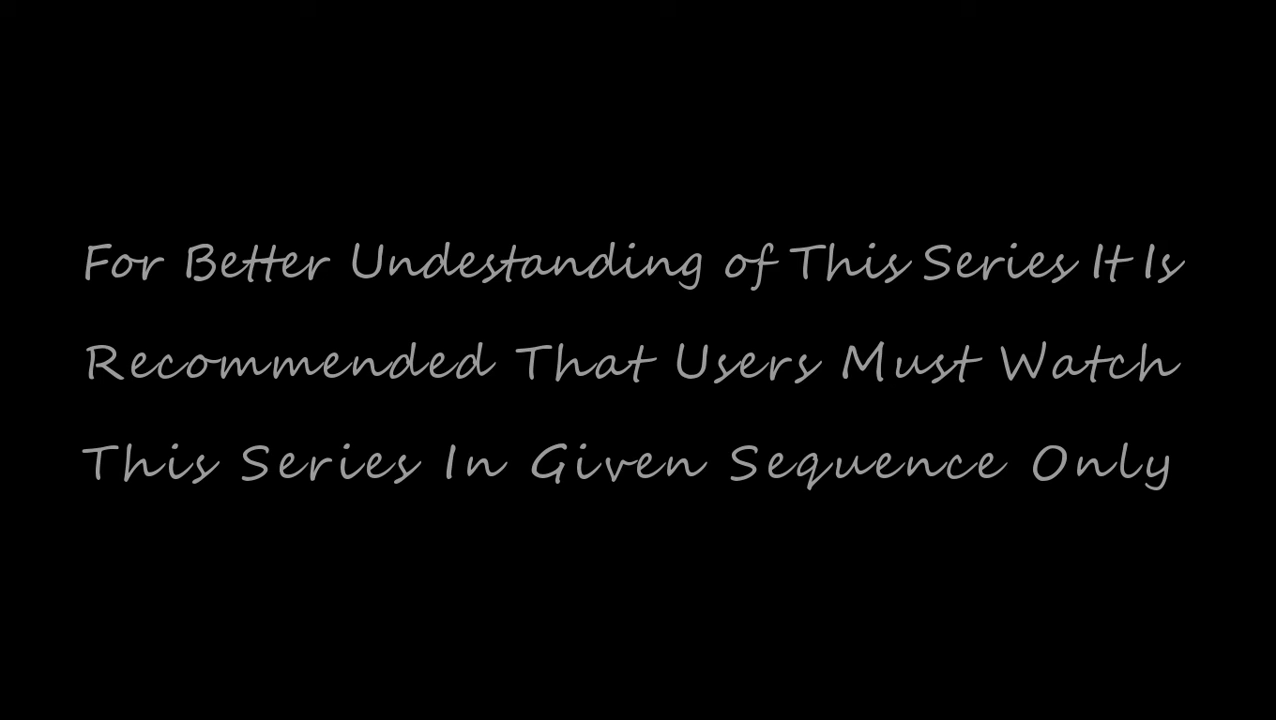 For Better Undestanding of This Series It Is
Recommended That Users Must Watch
This Series In Given Sequence Only